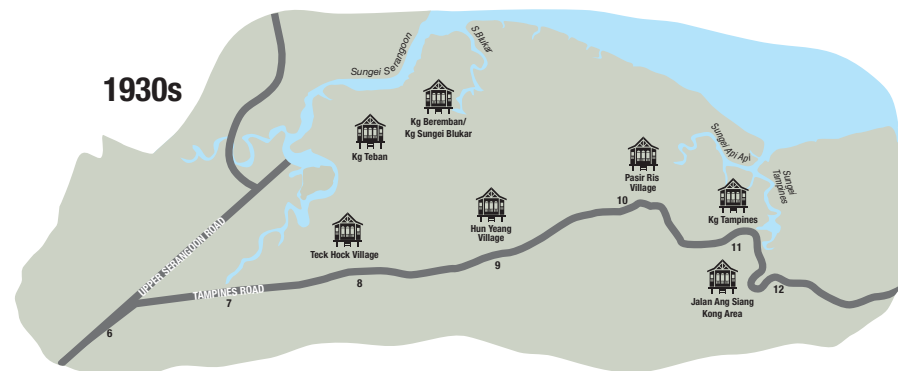 1930s
Sungei Serangoon
S.Blukar
Kg Beremban/
Kg Sungei Blukar
Kg Teban
Sungei Api Api
Sungei
Tampines
Pasir Ris
Village
Kg Tampines
10
Hun Yeang
Village
11
Teck Hock Village
9
8
12
Jalan Ang Siang
Kong Area
UPPER SERANGOON ROAD
TAMPINES ROAD
7
6